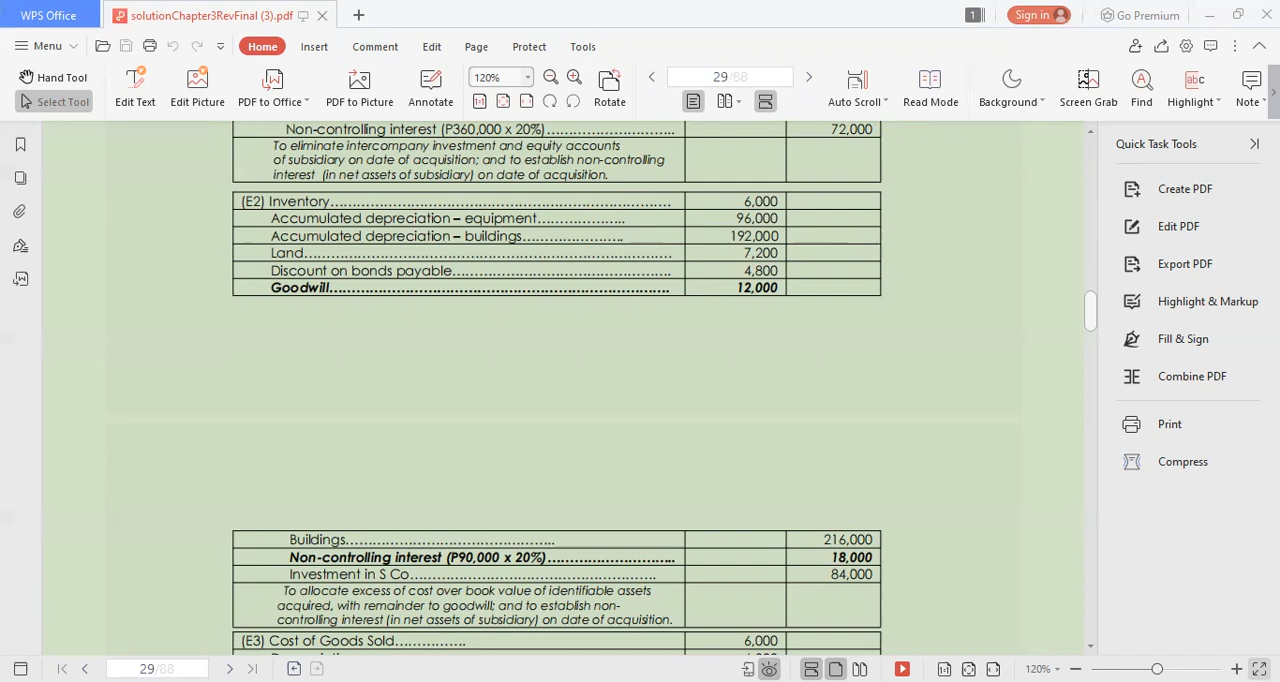 WPS Office
solutionChapter3RevFinal (3).pdf
1
Sign in
Go Premium
Menu
Home
Insert
Comment
Edit
Page
Protect
Tools
Hand Tool
Select Tool
Edit Text
Edit Picture
PDF to Office
PDF to Picture
Annotate
120%
Rotate
29/88
Auto Scroll
Read Mode
Background
Screen Grab
Find
Highlight
Note
Non-controlling interest (P360,000 x 20%)………………………….. 72,000
To eliminate intercompany investment and equity accounts
of subsidiary on date of acquisition; and to establish non-controlling
interest (in net assets of subsidiary) on date of acquisition.
(E2) Inventory…………………………………………………………………… 6,000
Accumulated depreciation – equipment……………….. 96,000
Accumulated depreciation – buildings………………….. 192,000
Land……………………………………………………………………… 7,200
Discount on bonds payable………………………………………….. 4,800
Goodwill…………………………………………………………………. 12,000
Buildings…………………………………….. 216,000
Non-controlling interest (P90,000 x 20%)…………………………. 18,000
Investment in S Co……………………………………………………. 84,000
To allocate excess of cost over book value of identifiable assets
acquired, with remainder to goodwill; and to establish non-
controlling interest (in net assets of subsidiary) on date of acquisition.
(E3) Cost of Goods Sold……………. 6,000
Quick Task Tools
Create PDF
Edit PDF
Export PDF
Highlight & Markup
Fill & Sign
Combine PDF
Print
Compress
29/88
120%